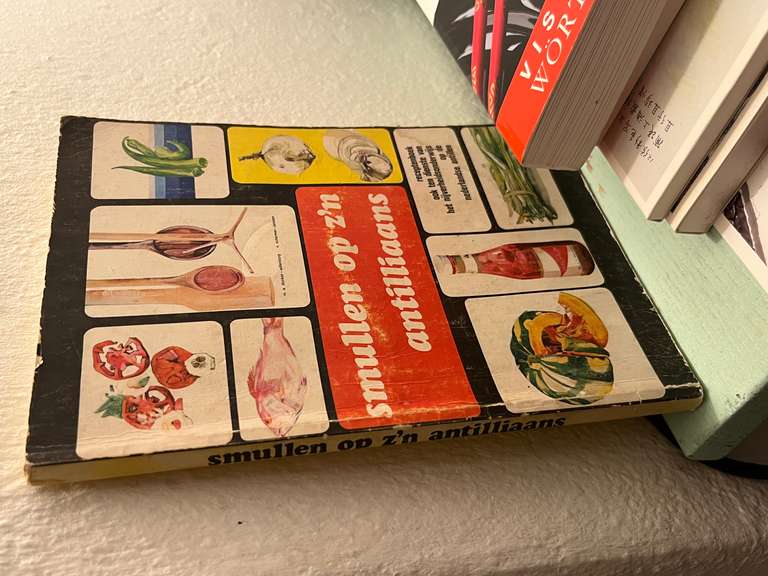 smullen op z'n antilliaans
smullen op z'n
antilliaans
receptenboek
ook ten dienste van
het nijverheidsonderwijs
op de
nederlandse antillen
VIS
WÖRT